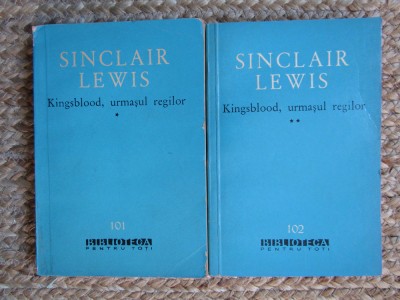 SINCLAIR
LEWIS
Kingsblood, urmașul regilor
*
101
BIBLIOTECA
PENTRU TOȚI
SINCLAIR
LEWIS
Kingsblood, urmașul regilor
**
102
BIBLIOTECA
PENTRU TOȚI